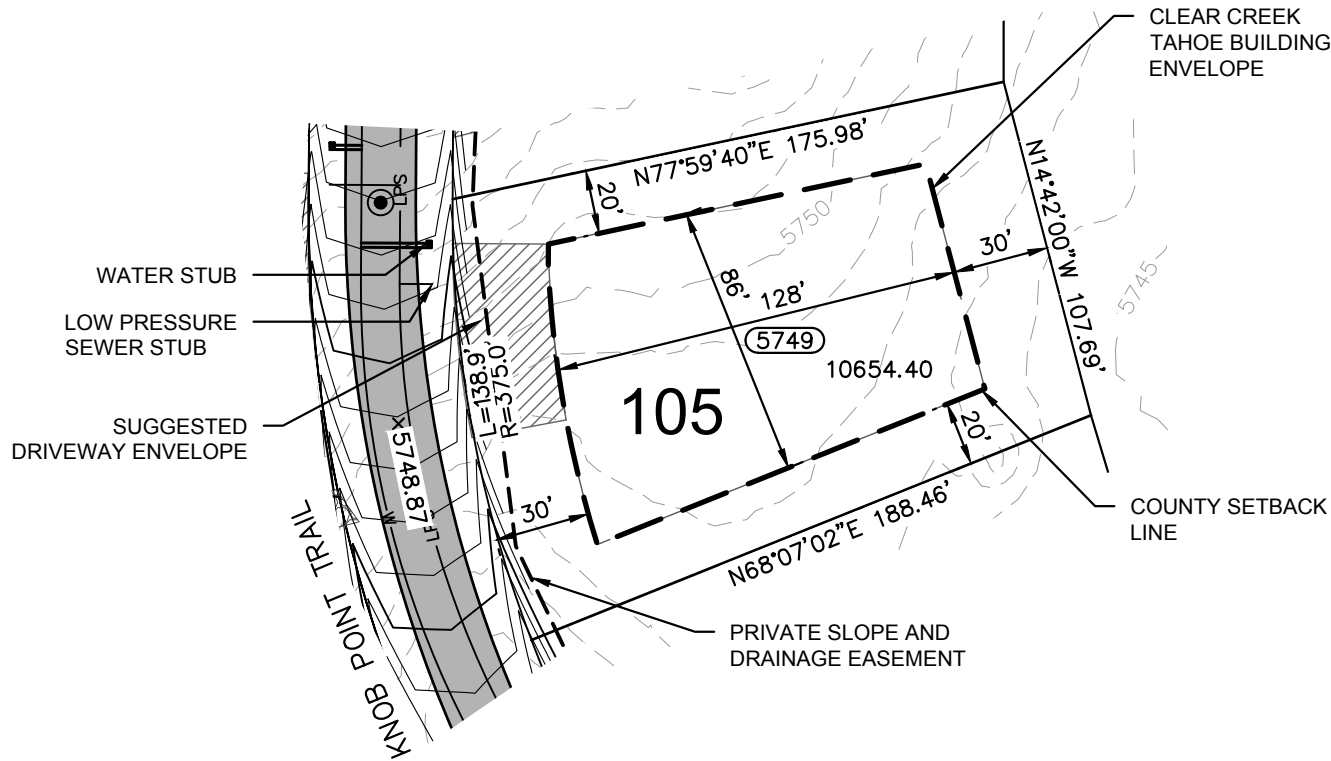 CLEAR CREEK
TAHOE BUILDING
ENVELOPE
N77°59'40"E 175.98'
N14°42'00"W 107.69'
LPS
20'
5750
30'
5745
WATER STUB
86'
128'
LOW PRESSURE
SEWER STUB
5749
10654.40
L=138.9'
R=375.0'
105
SUGGESTED
DRIVEWAY ENVELOPE
x5748.87
20'
W
30'
COUNTY SETBACK
LINE
N68°07'02"E 188.46'
KNOB POINT TRAIL
PRIVATE SLOPE AND
DRAINAGE EASEMENT